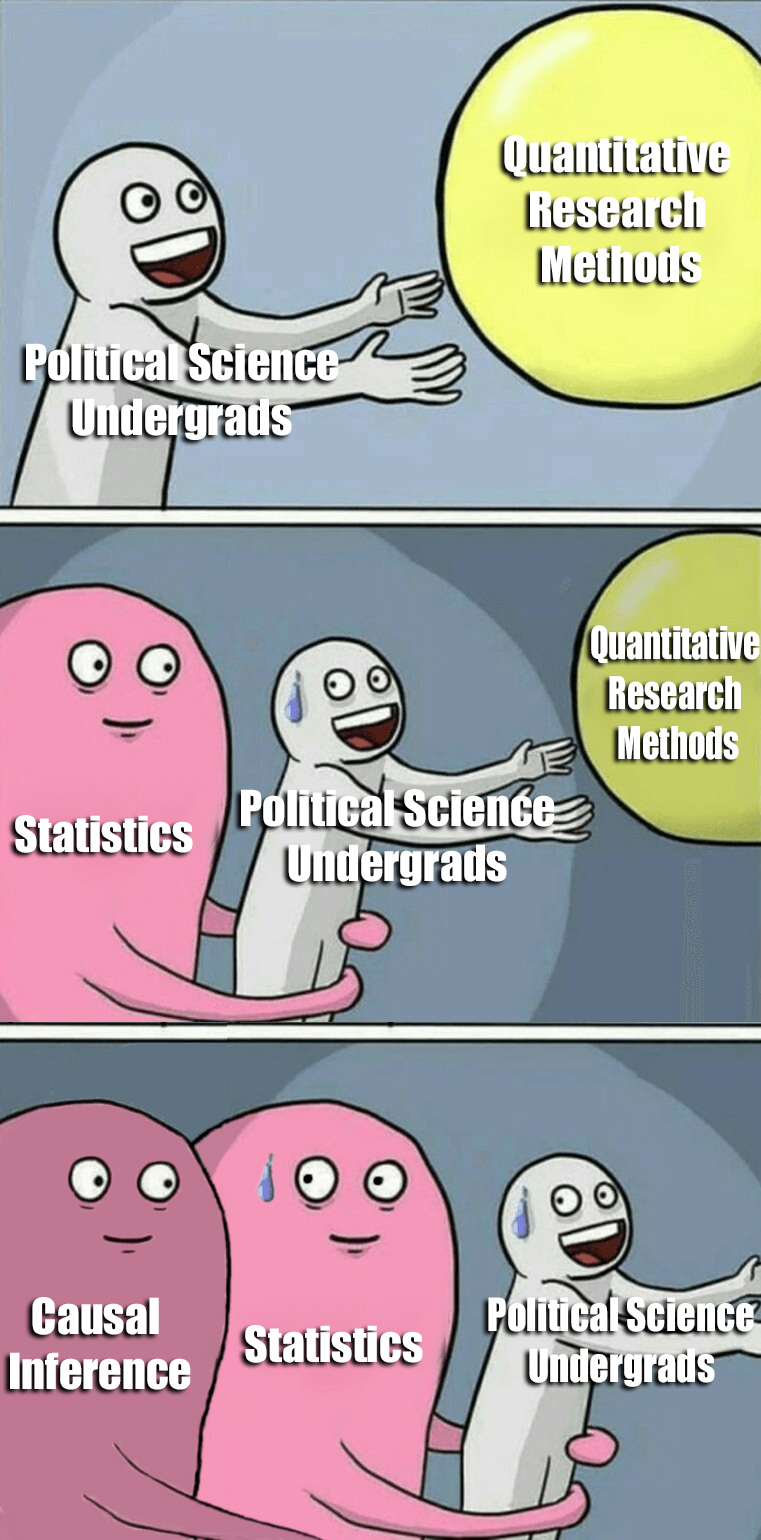 Quantitative
Research
Methods
Political Science
Undergrads
Quantitative
Research
Methods
Statistics
Political Science
Undergrads
Causal
Inference
Statistics
Political Science
Undergrads